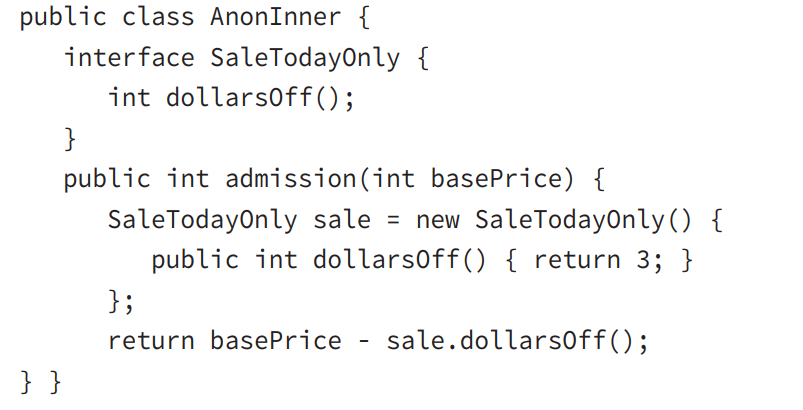 public class AnonInner {
   interface SaleTodayOnly {
      int dollarsOff();
   }
   public int admission(int basePrice) {
      SaleTodayOnly sale = new SaleTodayOnly() {
         public int dollarsOff() { return 3; }
      };
      return basePrice - sale.dollarsOff();
} }